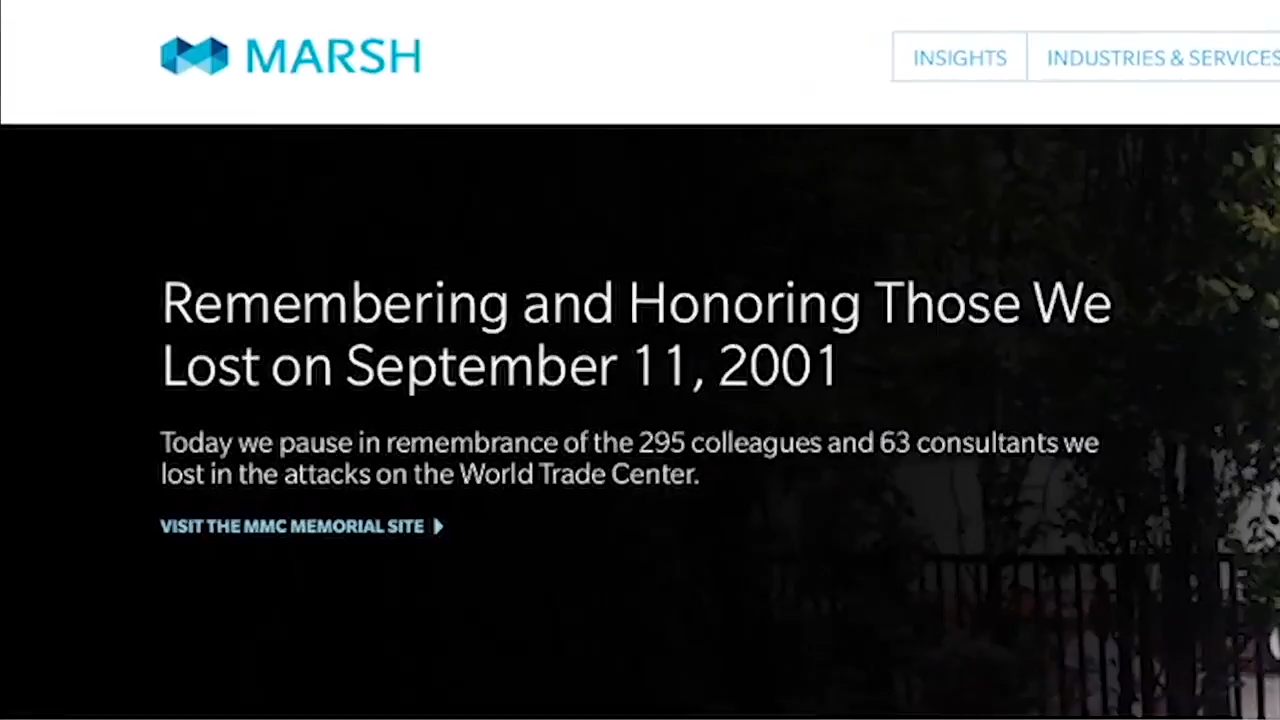 MARSH
INSIGHTS
INDUSTRIES & SERVICES
Remembering and Honoring Those We
Lost on September 11, 2001
Today we pause in remembrance of the 295 colleagues and 63 consultants we
lost in the attacks on the World Trade Center.
VISIT THE MMC MEMORIAL SITE